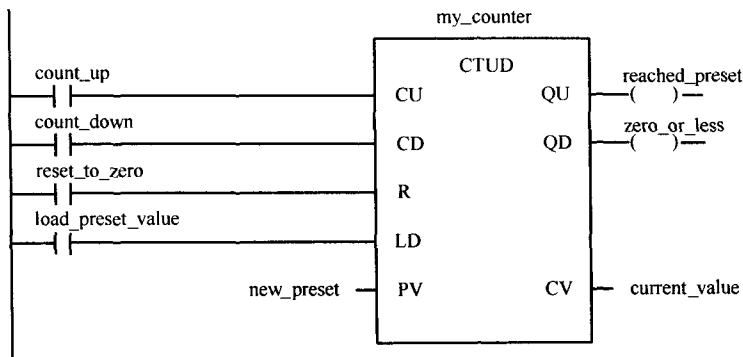 my_counter
CTUD
count_up
CU
QU
reached_preset
count_down
CD
QD
zero_or_less
reset_to_zero
R
load_preset_value
LD
new_preset
PV
CV
current_value